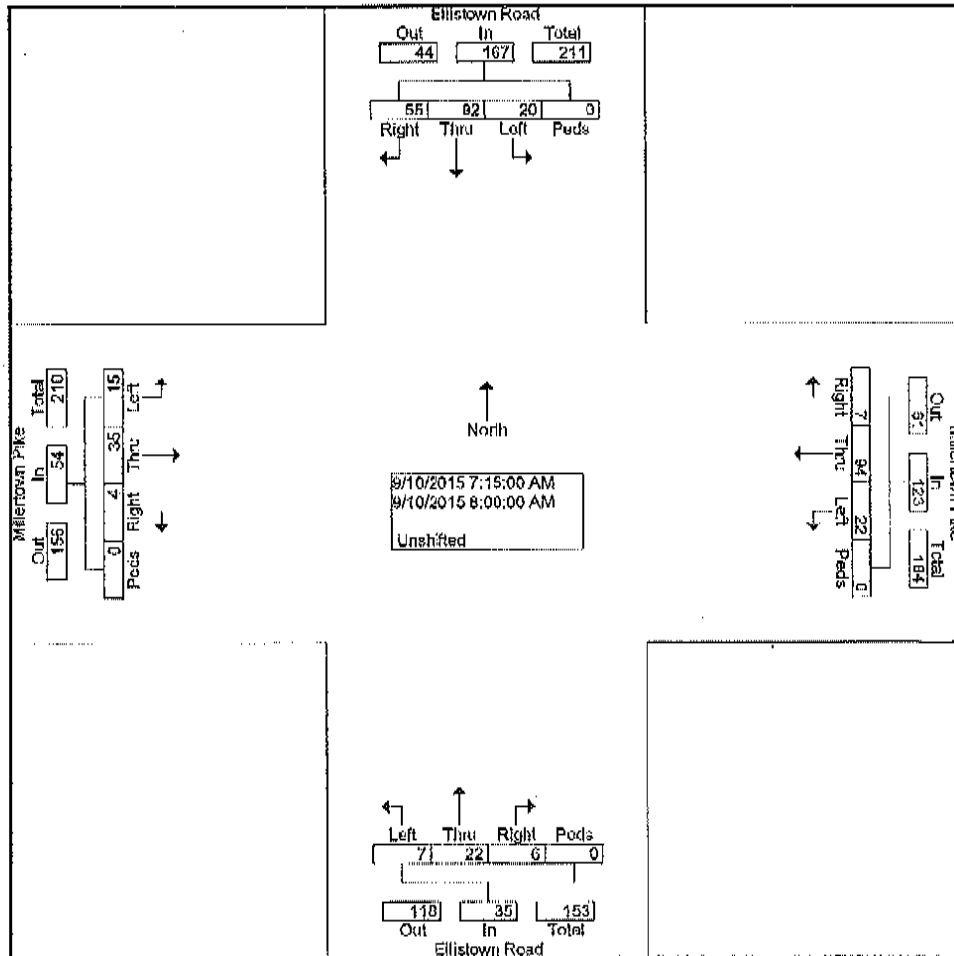 Ellistown Road
Out In Total
44 167 211
55 92 20 0
Right Thru Left Peds
Total In Out
210 54 156
15 35 4 0
Left Thru Right Peds
Millertown Pike
North
9/10/2015 7:15:00 AM
9/10/2015 8:00:00 AM
Unshifted
Right Thru Left Peds
7 94 22 0
Out In Total
61 123 184
Left Thru Right Peds
7 22 6 0
118 35 153
Out In Total
Ellistown Road